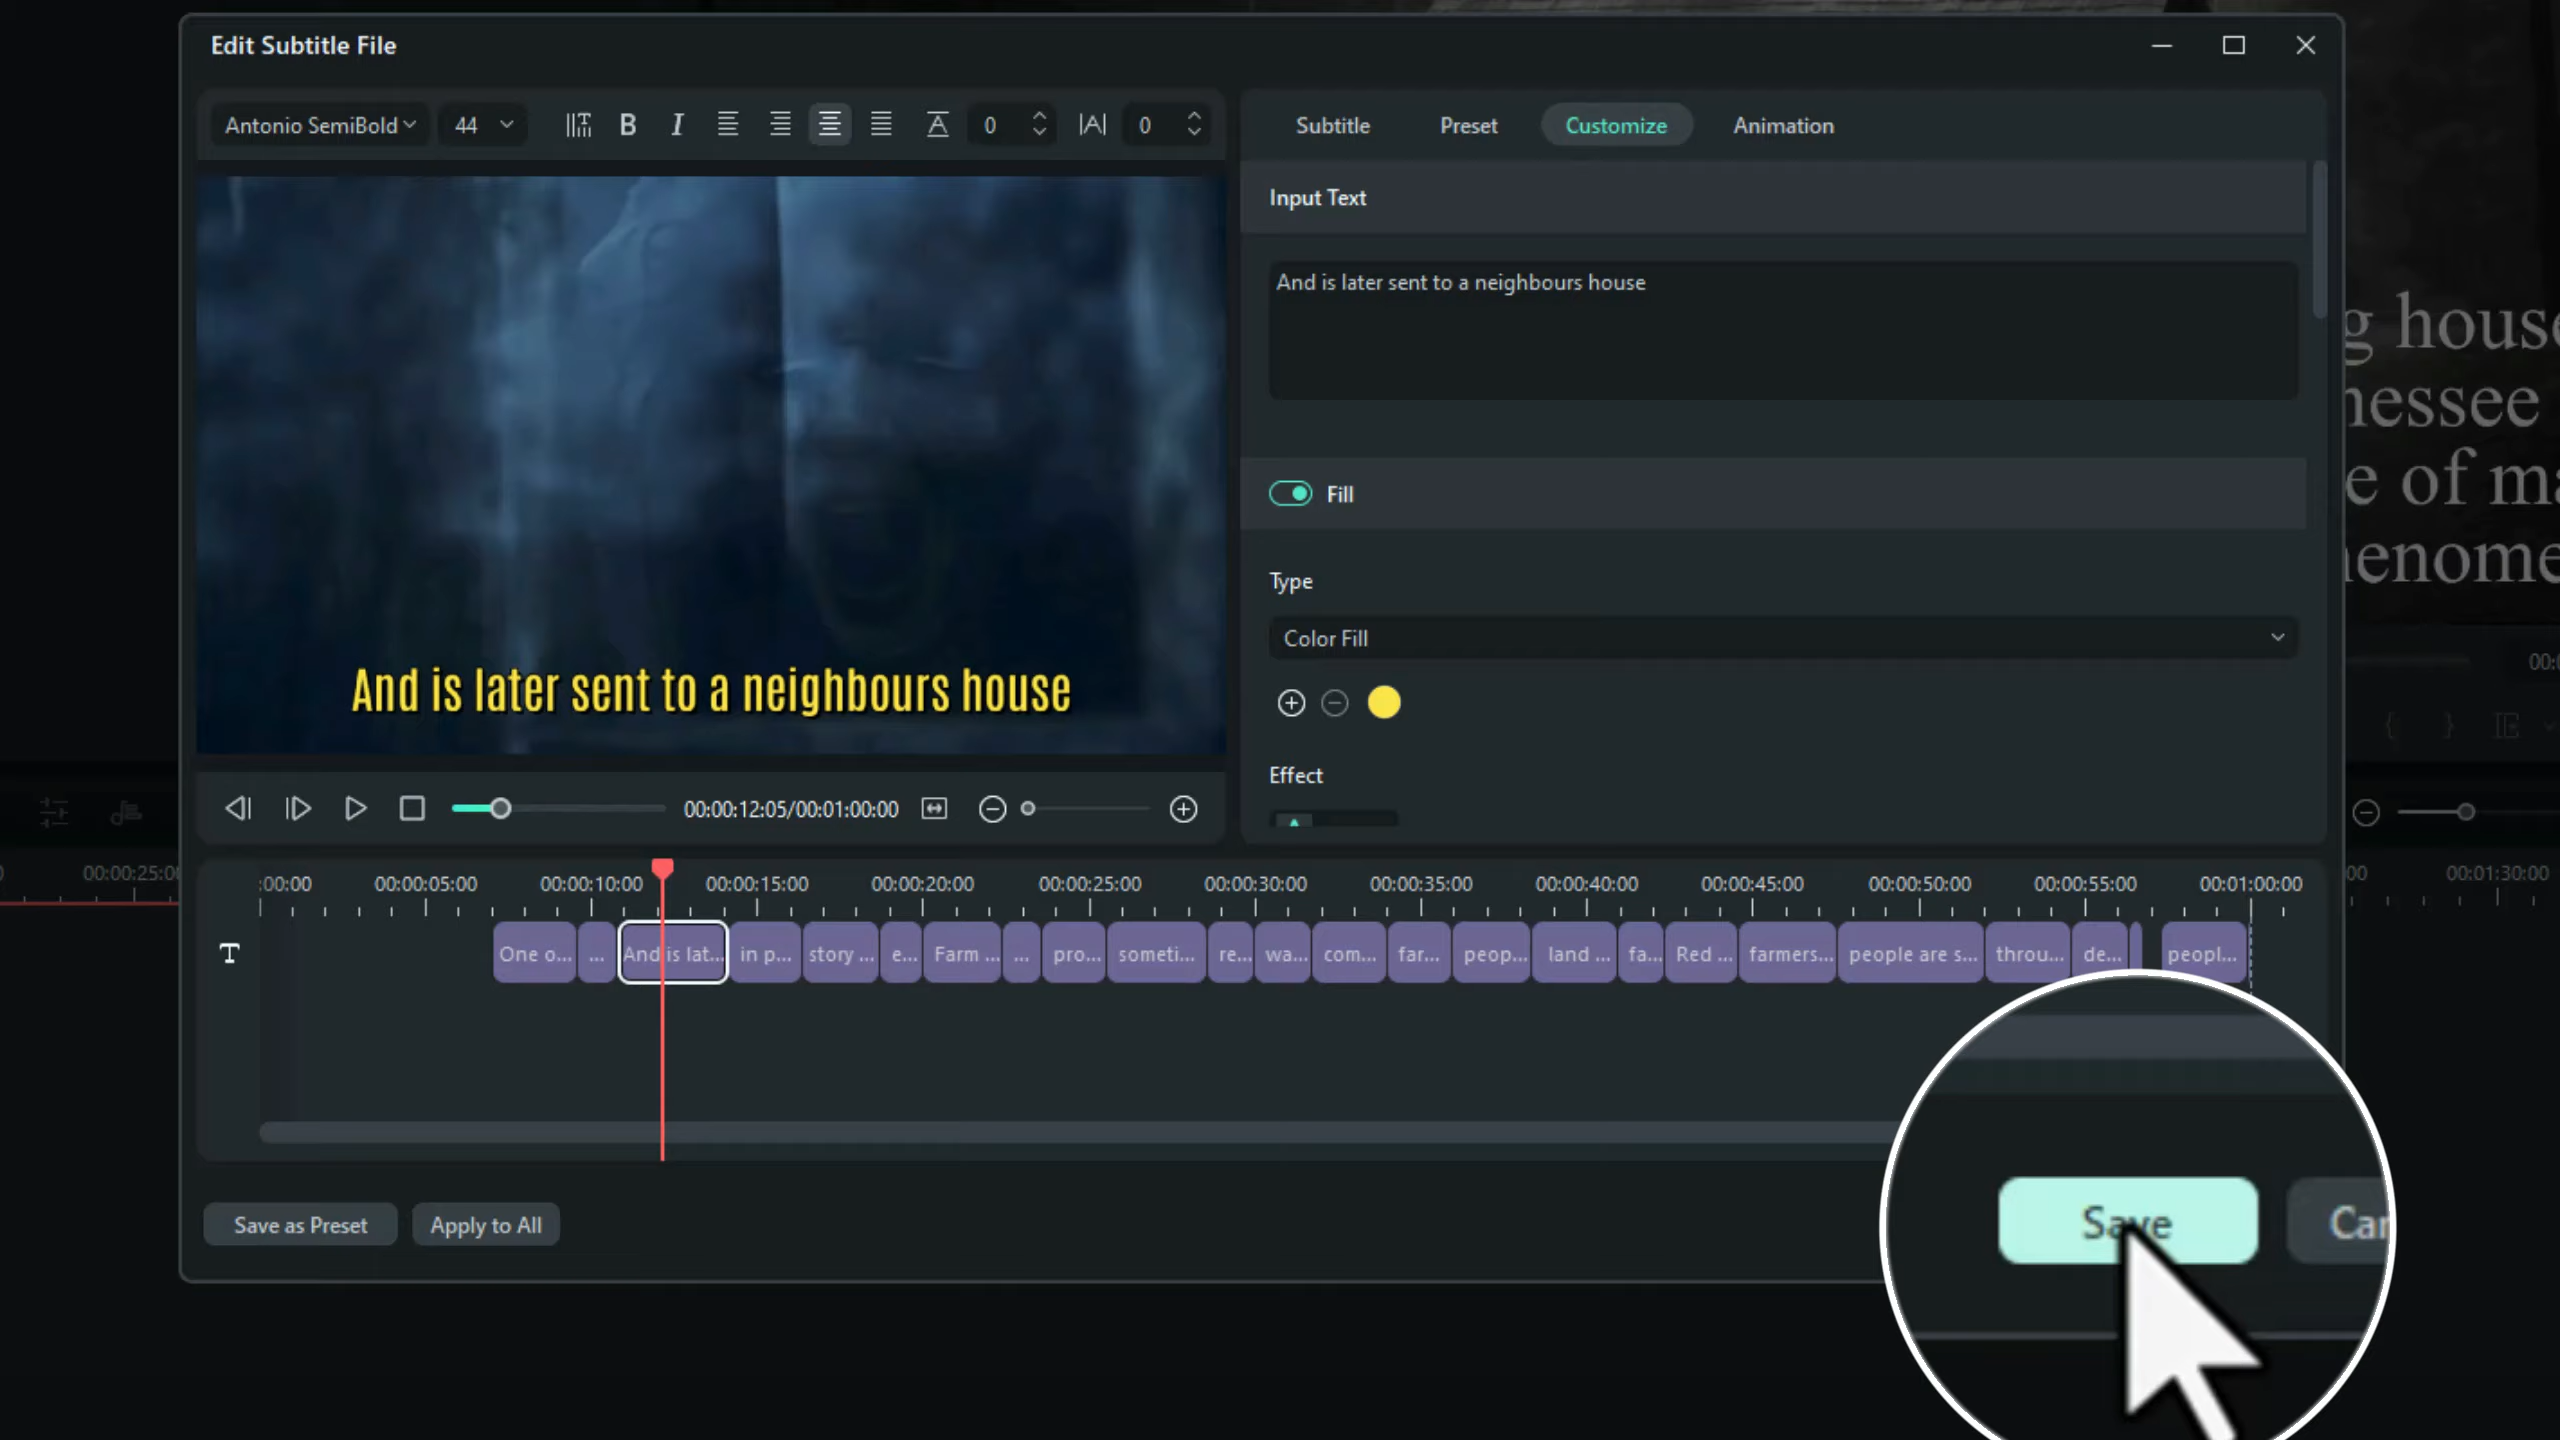 Edit Subtitle File
Antonio SemiBold 44 B I 0 0
Subtitle Preset Customize Animation
Input Text
And is later sent to a neighbours house
Fill
Type
Color Fill
Effect
And is later sent to a neighbours house
00:00:12:05/00:01:00:00
:00:00 00:00:05:00 00:00:10:00 00:00:15:00 00:00:20:00 00:00:25:00 00:00:30:00 00:00:35:00 00:00:40:00 00:00:45:00 00:00:50:00 00:00:55:00 00:01:00:00
T One o... ... And is lat... in p... story ... e... Farm ... ... pro... someti... re... wa... com... far... peop... land ... fa... Red ... farmers... people are s... throu... de... peopl...
Save as Preset Apply to All
Save Can
g house
nessee
e of ma
henome
00:00:25:0
00:01:30:00